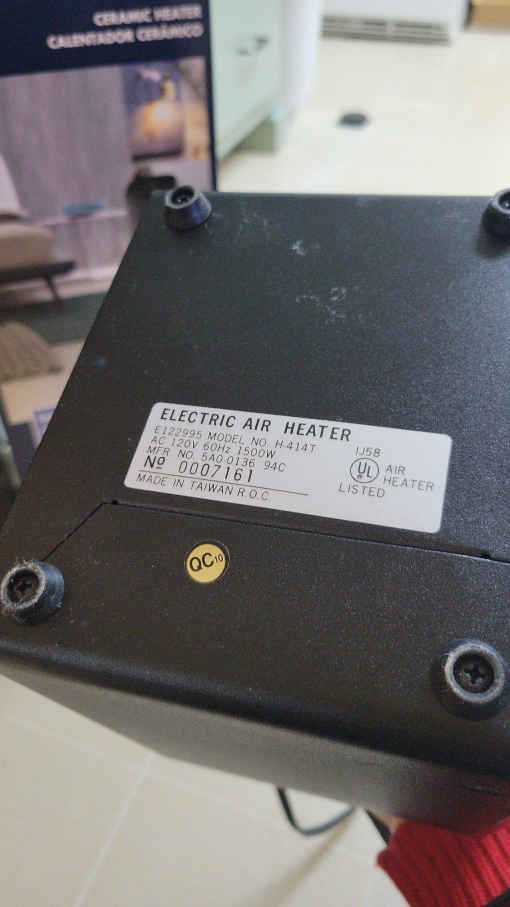 CERAMIC HEATER
CALENTADOR CERÁMICO
ELECTRIC AIR HEATER
E122995 MODEL NO. H-414T
AC 120V 60Hz 1500W
MFR NO. 5A0-0136 94C
Nº 0007161
MADE IN TAIWAN R.O.C.
IJ58
UL AIR
HEATER
LISTED
QC10